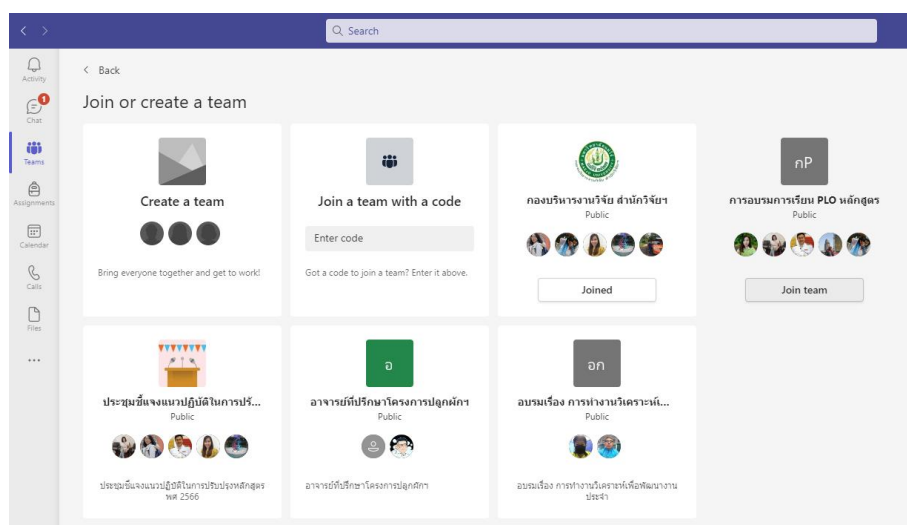 Search
Activity
1
Chat
Teams
Assignments
Calendar
Calls
Files
...
< Back
Join or create a team
Create a team
Bring everyone together and get to work!
Join a team with a code
Enter code
Got a code to join a team? Enter it above.
กองบริหารงานวิจัย สำนักวิจัยฯ
Public
Joined
กP
การอบรมการเรียน PLO หลักสูตร
Public
Join team
ประชุมชี้แจงแนวปฏิบัติในการปรั...
Public
ประชุมชี้แจงแนวปฏิบัติในการปรับปรุงหลักสูตร
พศ 2566
อ
อาจารย์ที่ปรึกษาโครงการปลูกผักฯ
Public
อาจารย์ที่ปรึกษาโครงการปลูกผักฯ
อก
อบรมเรื่อง การทำงานวิเคราะห์เ...
Public
อบรมเรื่อง การทำงานวิเคราะห์เพื่อพัฒนางาน
ประจำ